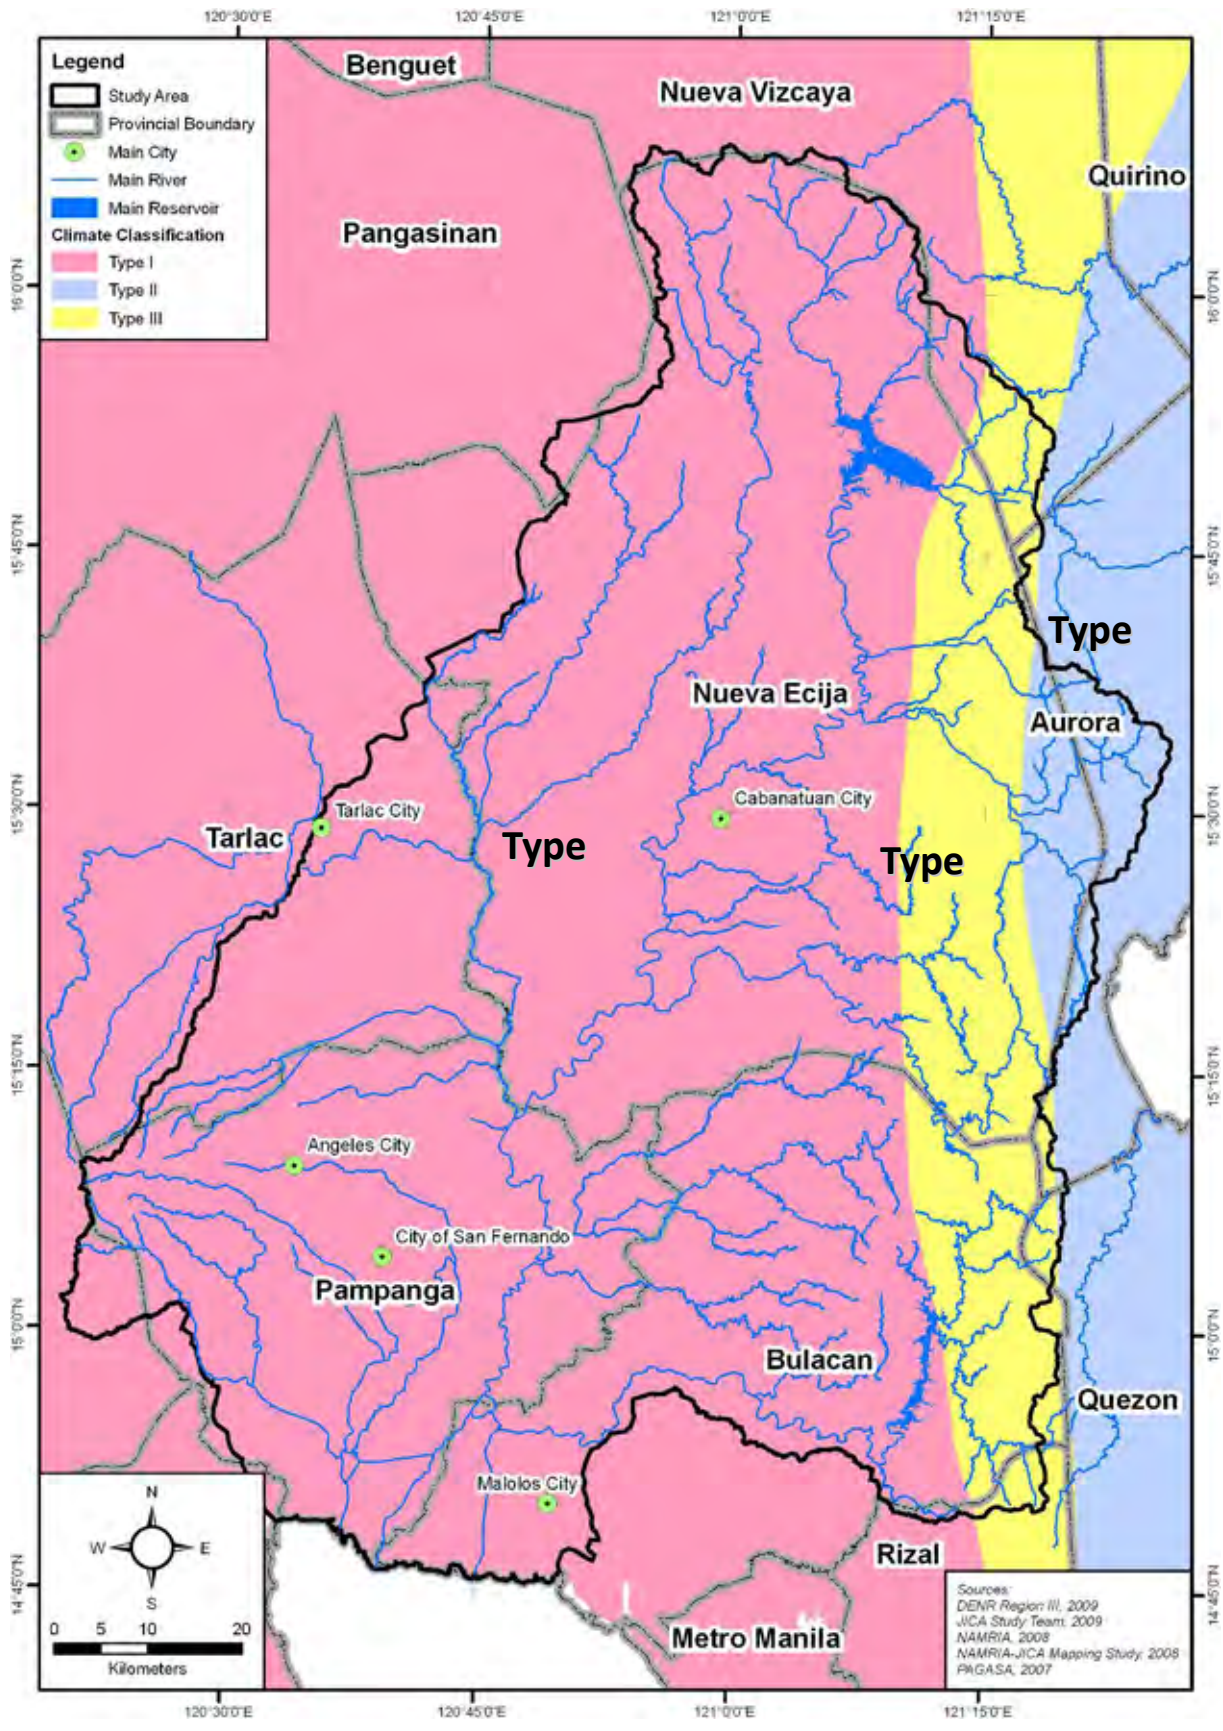 120°30'0"E
120°45'0"E
121°0'0"E
121°15'0"E
Legend
Study Area
Provincial Boundary
Main City
Main River
Main Reservoir
Climate Classification
Type I
Type II
Type III
Benguet
Nueva Vizcaya
Quirino
Pangasinan
16°0'0"N
16°0'0"N
15°45'0"N
15°45'0"N
Type
Nueva Ecija
Aurora
Cabanatuan City
15°30'0"N
15°30'0"N
Tarlac City
Tarlac
Type
Type
15°15'0"N
15°15'0"N
Angeles City
City of San Fernando
Pampanga
15°0'0"N
15°0'0"N
Bulacan
Quezon
Malolos City
N
W
E
S
Rizal
14°45'0"N
14°45'0"N
0 5 10 20
Kilometers
Metro Manila
Sources:
DENR Region III, 2009
JICA Study Team, 2009
NAMRIA, 2008
NAMRIA-JICA Mapping Study, 2008
PAGASA, 2007
120°30'0"E
120°45'0"E
121°0'0"E
121°15'0"E